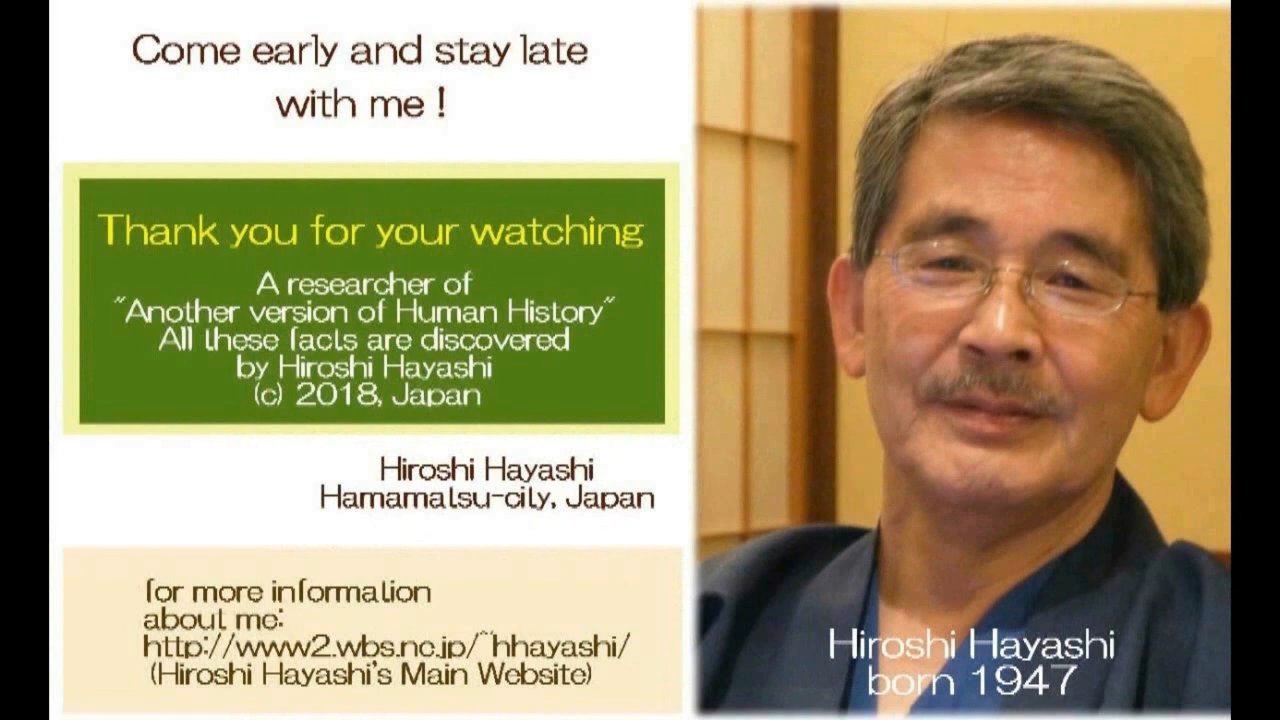 Come early and stay late
with me !
Thank you for your watching
A researcher of
"Another version of Human History"
All these facts are discovered
by Hiroshi Hayashi
(c) 2018, Japan
Hiroshi Hayashi
Hamamatsu-city, Japan
for more information
about me:
http://www2.wbs.ne.jp/~hhayashi/
(Hiroshi Hayashi's Main Website)
Hiroshi Hayashi
born 1947